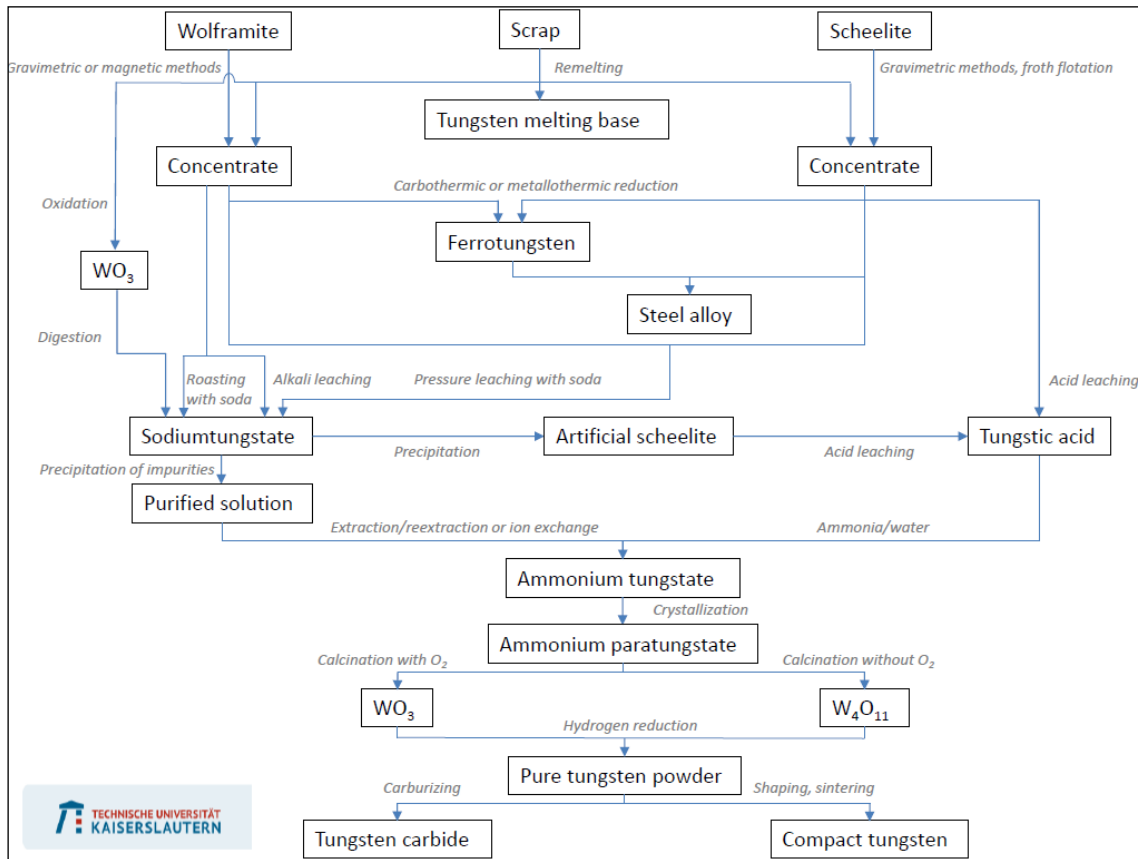 Wolframite
Scrap
Scheelite
Gravimetric or magnetic methods
Remelting
Gravimetric methods, froth flotation
Tungsten melting base
Concentrate
Concentrate
Carbothermic or metallothermic reduction
Oxidation
Ferrotungsten
WO₃
Steel alloy
Digestion
Roasting
with soda
Alkali leaching
Pressure leaching with soda
Acid leaching
Sodiumtungstate
Artificial scheelite
Tungstic acid
Precipitation
Acid leaching
Precipitation of impurities
Purified solution
Extraction/reextraction or ion exchange
Ammonia/water
Ammonium tungstate
Crystallization
Ammonium paratungstate
Calcination with O₂
Calcination without O₂
WO₃
W₄O₁₁
Hydrogen reduction
Pure tungsten powder
Carburizing
Shaping, sintering
Tungsten carbide
Compact tungsten
TECHNISCHE UNIVERSITÄT
KAISERSLAUTERN